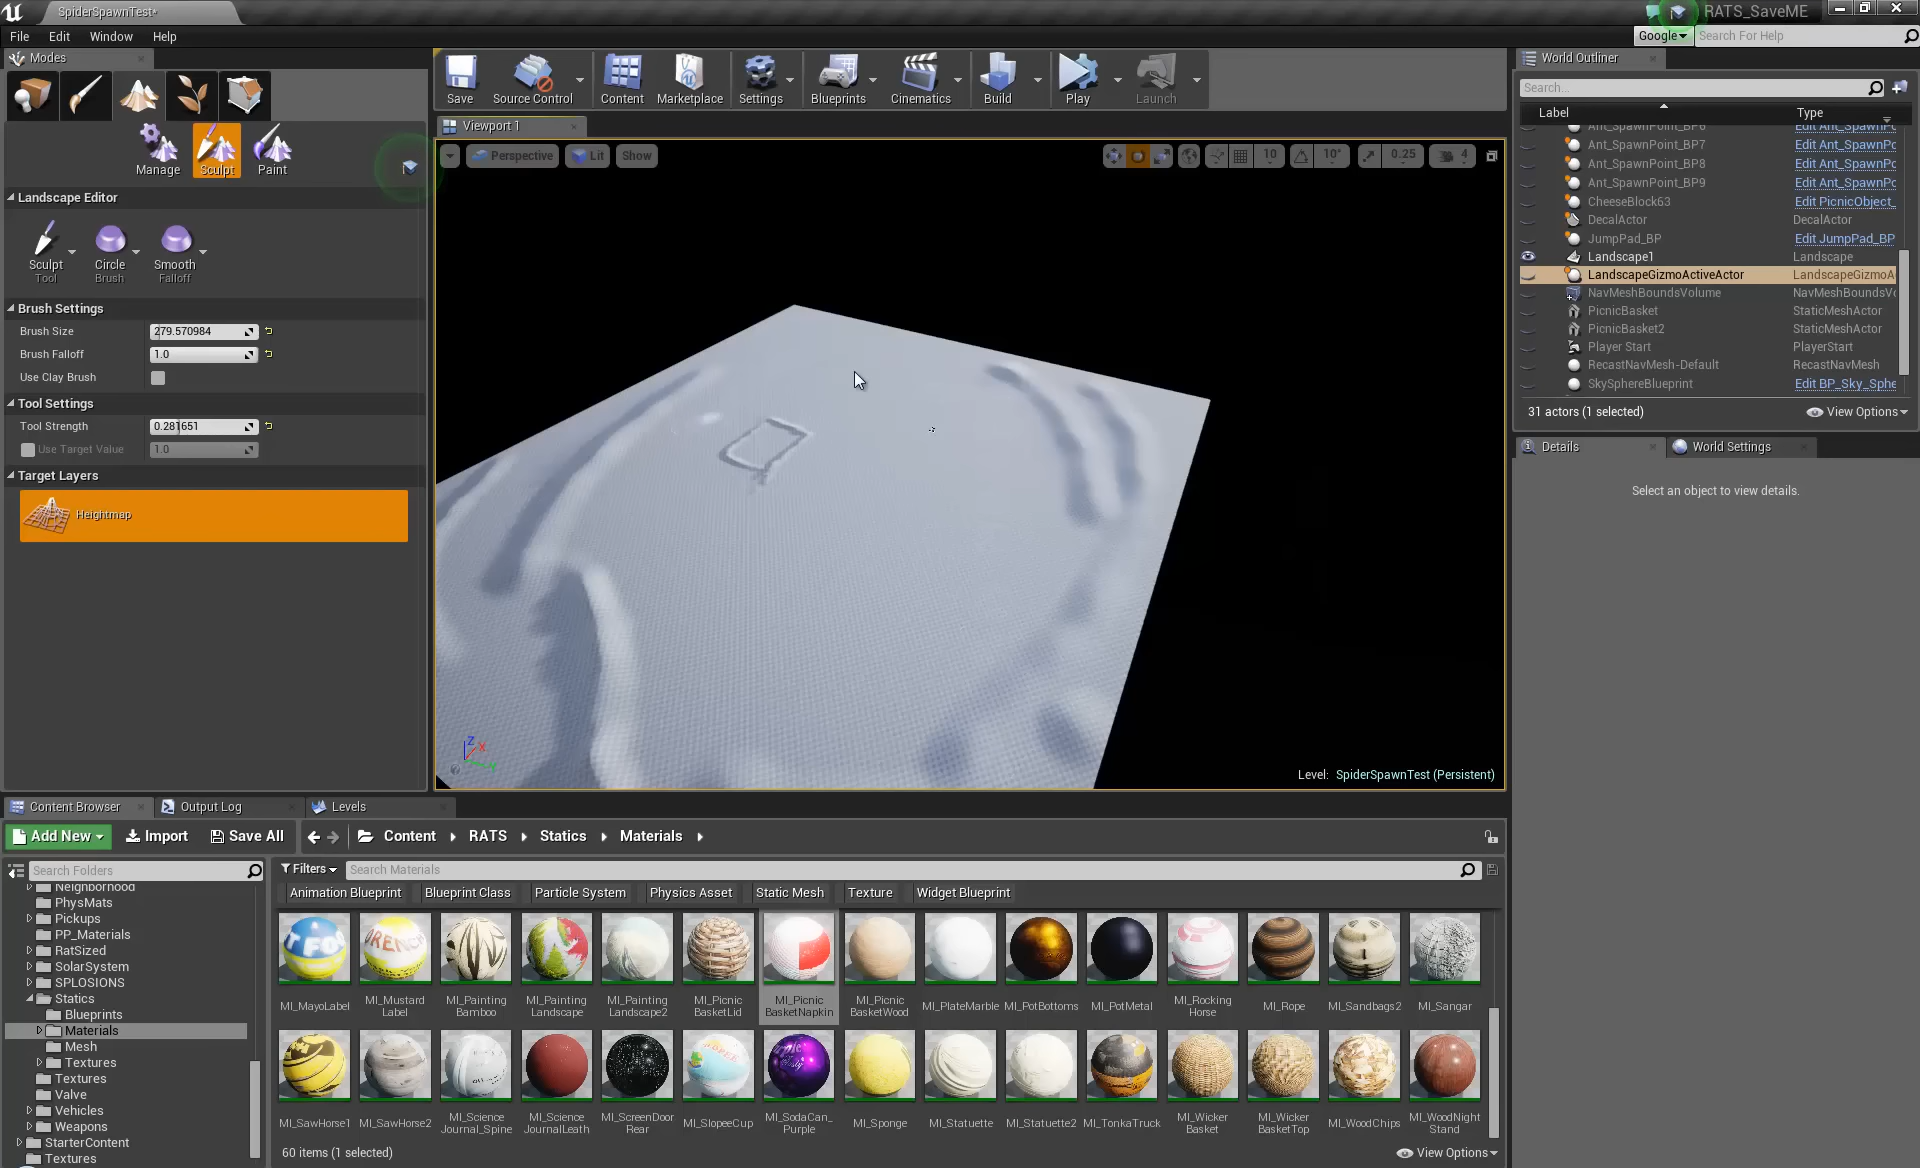 SpiderSpawnTest*
RATS_SaveME
File Edit Window Help
Google
Search For Help
Modes
Manage Sculpt Paint
Landscape Editor
Sculpt Circle Smooth
Tool Brush Falloff
Brush Settings
Brush Size 279.570984
Brush Falloff 1.0
Use Clay Brush
Tool Settings
Tool Strength 0.281651
Use Target Value 1.0
Target Layers
Heightmap
Save Source Control Content Marketplace Settings Blueprints Cinematics Build Play Launch
Viewport 1
Perspective Lit Show
10 10° 0.25 4
Z X Y
Level: SpiderSpawnTest (Persistent)
World Outliner
Search...
Label Type
Ant_SpawnPoint_BP6 Edit Ant_SpawnPc
Ant_SpawnPoint_BP7 Edit Ant_SpawnPc
Ant_SpawnPoint_BP8 Edit Ant_SpawnPc
Ant_SpawnPoint_BP9 Edit Ant_SpawnPc
CheeseBlock63 Edit PicnicObject_
DecalActor DecalActor
JumpPad_BP Edit JumpPad_BP
Landscape1 Landscape
LandscapeGizmoActiveActor LandscapeGizmoA
NavMeshBoundsVolume NavMeshBoundsVo
PicnicBasket StaticMeshActor
PicnicBasket2 StaticMeshActor
Player Start PlayerStart
RecastNavMesh-Default RecastNavMesh
SkySphereBlueprint Edit BP_Sky_Sphe
31 actors (1 selected) View Options
Details World Settings
Select an object to view details.
Content Browser Output Log Levels
Add New Import Save All Content RATS Statics Materials
Search Folders
Neighborhood
PhysMats
Pickups
PP_Materials
RatSized
SolarSystem
SPLOSIONS
Statics
Blueprints
Materials
Mesh
Textures
Textures
Valve
Vehicles
Weapons
StarterContent
Textures
Filters Search Materials
Animation Blueprint Blueprint Class Particle System Physics Asset Static Mesh Texture Widget Blueprint
MI_MayoLabel
MI_Mustard
Label
MI_Painting
Bamboo
MI_Painting
Landscape
MI_Painting
Landscape2
MI_Picnic
BasketLid
MI_Picnic
BasketNapkin
MI_Picnic
BasketWood
MI_PlateMarble
MI_PotBottoms
MI_PotMetal
MI_Rocking
Horse
MI_Rope
MI_Sandbags2
MI_Sangar
MI_SawHorse1
MI_SawHorse2
MI_Science
Journal_Spine
MI_Science
JournalLeath
MI_ScreenDoor
Rear
MI_SlopeeCup
MI_SodaCan_
Purple
MI_Sponge
MI_Statuette
MI_Statuette2
MI_TonkaTruck
MI_Wicker
Basket
MI_Wicker
BasketTop
MI_WoodChips
MI_WoodNight
Stand
60 items (1 selected) View Options